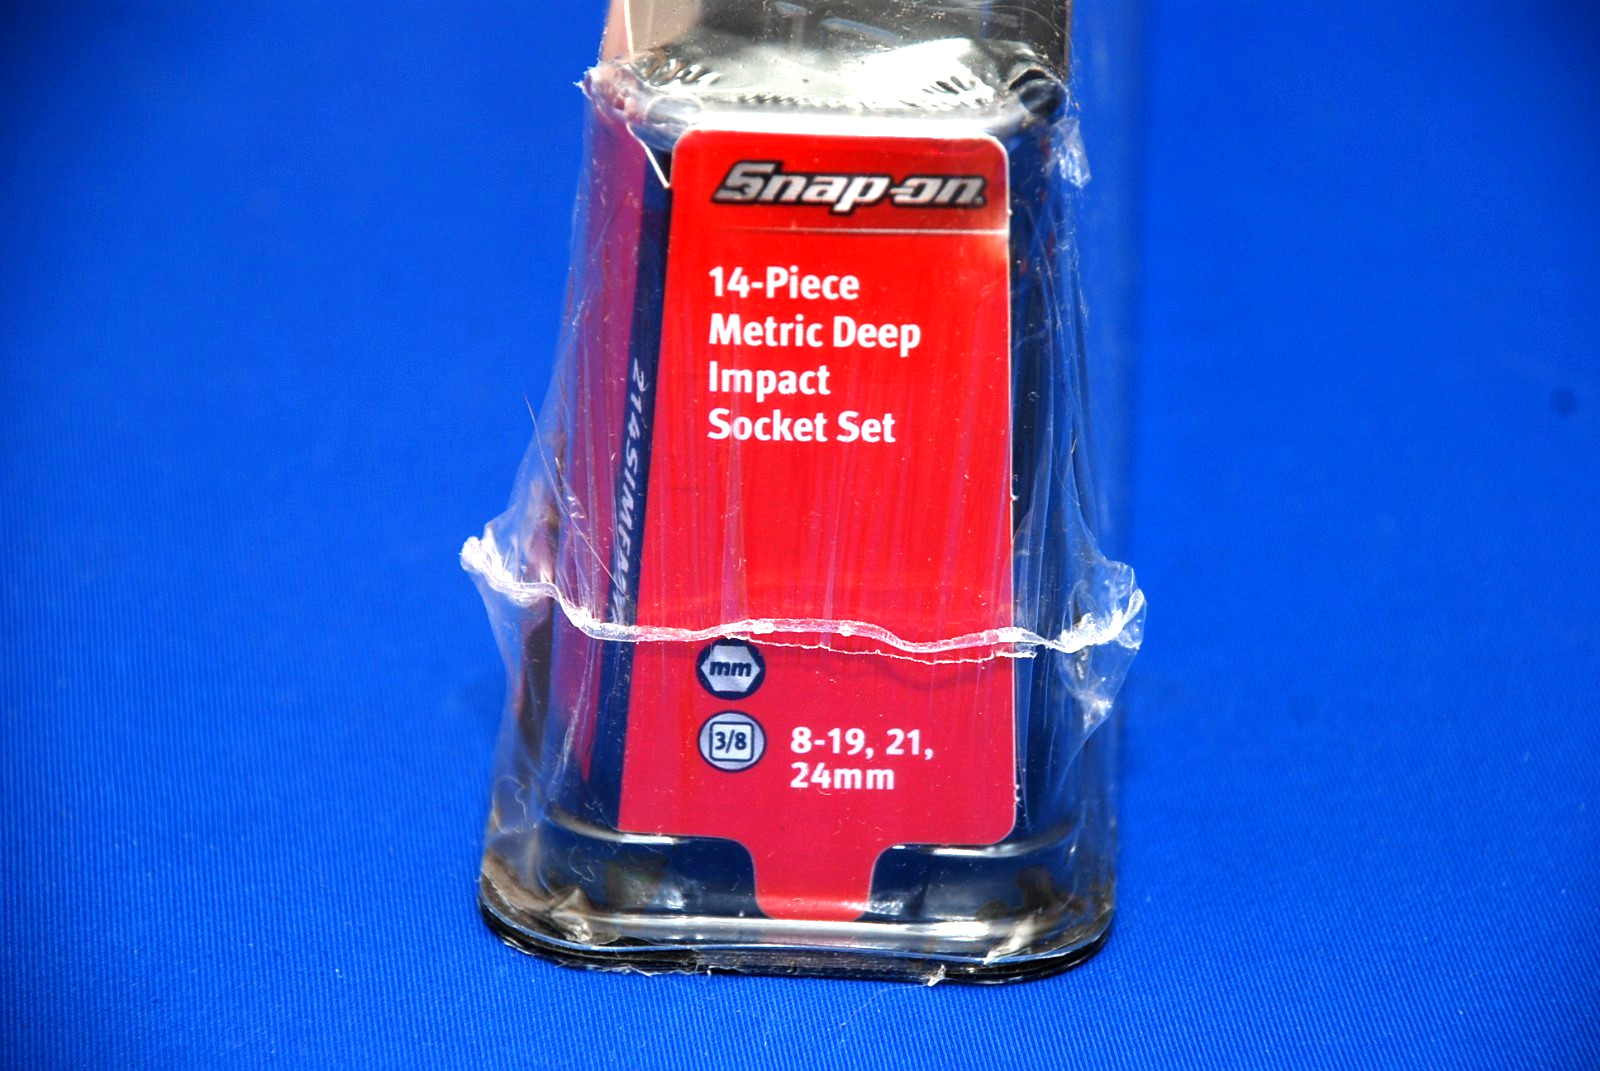 Snap-on
14-Piece
Metric Deep
Impact
Socket Set
mm
3/8
8-19, 21,
24mm